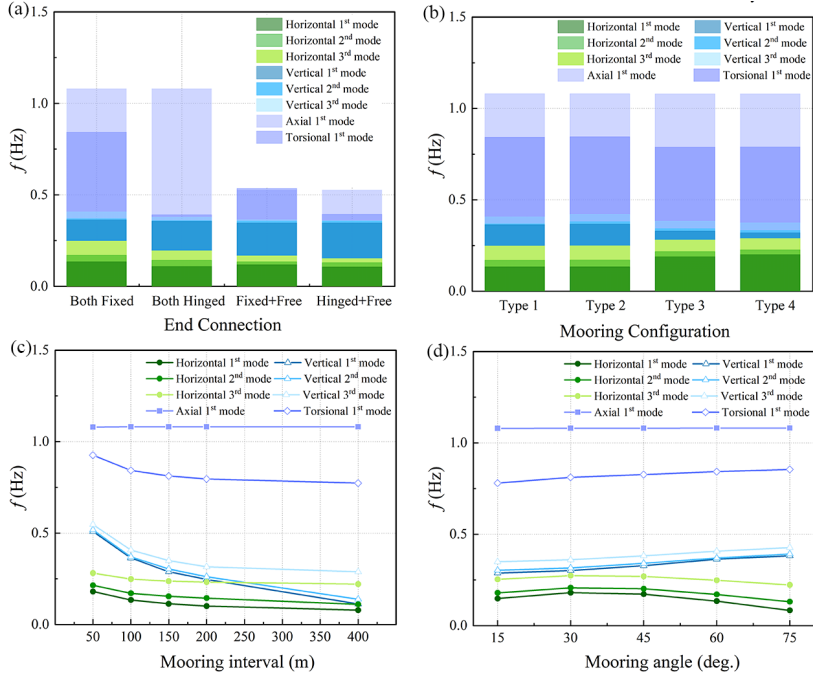 (a)
1.5
1.0
0.5
0.0
f (Hz)
Horizontal 1st mode
Horizontal 2nd mode
Horizontal 3rd mode
Vertical 1st mode
Vertical 2nd mode
Vertical 3rd mode
Axial 1st mode
Torsional 1st mode
Both Fixed Both Hinged Fixed+Free Hinged+Free
End Connection
(b)
1.5
1.0
0.5
0.0
f (Hz)
Horizontal 1st mode Vertical 1st mode
Horizontal 2nd mode Vertical 2nd mode
Horizontal 3rd mode Vertical 3rd mode
Axial 1st mode Torsional 1st mode
Type 1 Type 2 Type 3 Type 4
Mooring Configuration
(c)
1.5
1.0
0.5
0.0
f (Hz)
Horizontal 1st mode Vertical 1st mode
Horizontal 2nd mode Vertical 2nd mode
Horizontal 3rd mode Vertical 3rd mode
Axial 1st mode Torsional 1st mode
50 100 150 200 250 300 350 400
Mooring interval (m)
(d)
1.5
1.0
0.5
0.0
f (Hz)
Horizontal 1st mode Vertical 1st mode
Horizontal 2nd mode Vertical 2nd mode
Horizontal 3rd mode Vertical 3rd mode
Axial 1st mode Torsional 1st mode
15 30 45 60 75
Mooring angle (deg.)